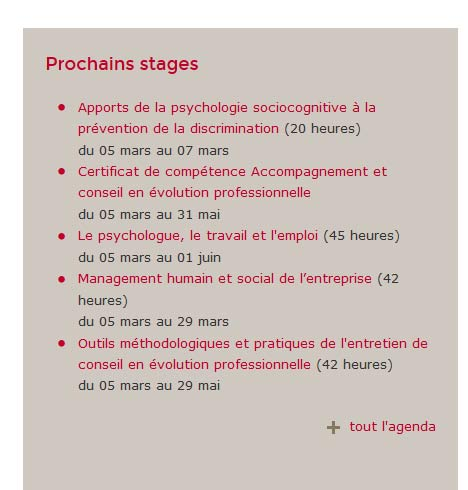 Prochains stages
Apports de la psychologie sociocognitive à la
prévention de la discrimination (20 heures)
du 05 mars au 07 mars
Certificat de compétence Accompagnement et
conseil en évolution professionnelle
du 05 mars au 31 mai
Le psychologue, le travail et l'emploi (45 heures)
du 05 mars au 01 juin
Management humain et social de l’entreprise (42
heures)
du 05 mars au 29 mars
Outils méthodologiques et pratiques de l'entretien de
conseil en évolution professionnelle (42 heures)
du 05 mars au 29 mai
tout l'agenda